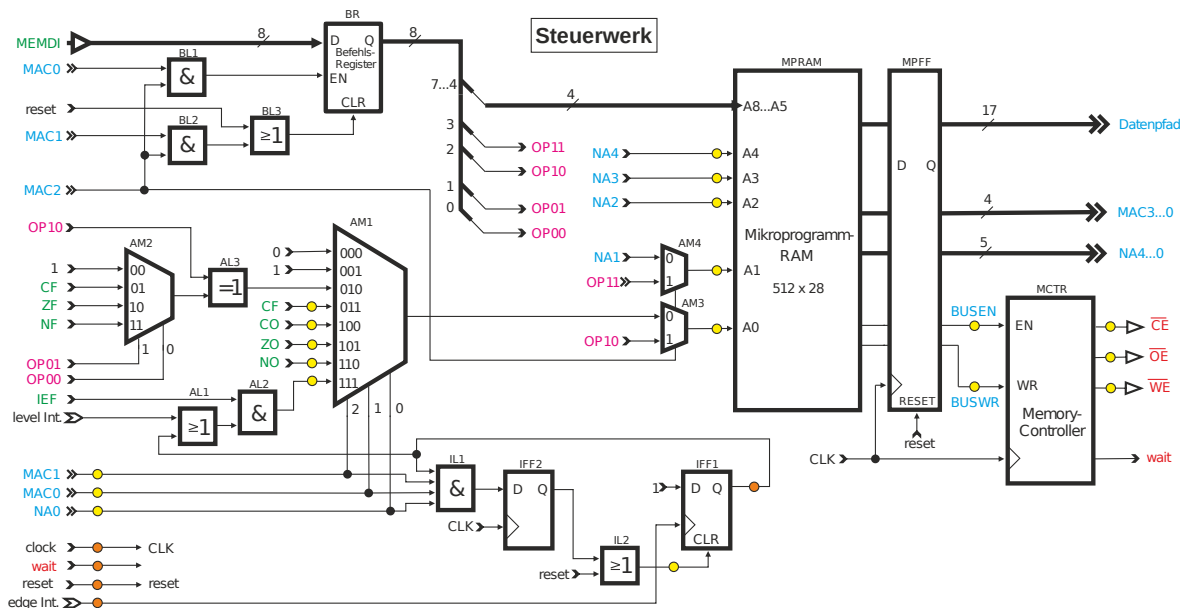 Steuerwerk
MEMDI
8
BR
D Q
Befehls-
Register
EN
CLR
8
MAC0
BL1
&
reset
MAC1
BL2
&
BL3
≥1
MAC2
7...4
3
2
1
0
4
OP11
OP10
OP01
OP00
NA4
NA3
NA2
NA1
OP11
AM4
0
1
OP10
AM3
0
1
MPRAM
A8...A5
A4
A3
A2
A1
A0
Mikroprogramm-
RAM
512 x 28
MPFF
D Q
RESET
reset
CLK
17
Datenpfad
4
MAC3...0
5
NA4...0
BUSEN
BUSWR
MCTR
EN
WR
Memory-
Controller
CE
OE
WE
wait
OP10
AM2
1
CF
ZF
NF
00
01
10
11
1 0
OP01
OP00
AL3
=1
AM1
0
1
CF
CO
ZO
NO
000
001
010
011
100
101
110
111
2 1 0
IEF
level Int.
AL1
≥1
AL2
&
MAC1
MAC0
NA0
IL1
&
IFF2
D Q
CLK
IL2
≥1
reset
IFF1
1
D Q
CLR
clock
CLK
wait
reset
reset
edge Int.